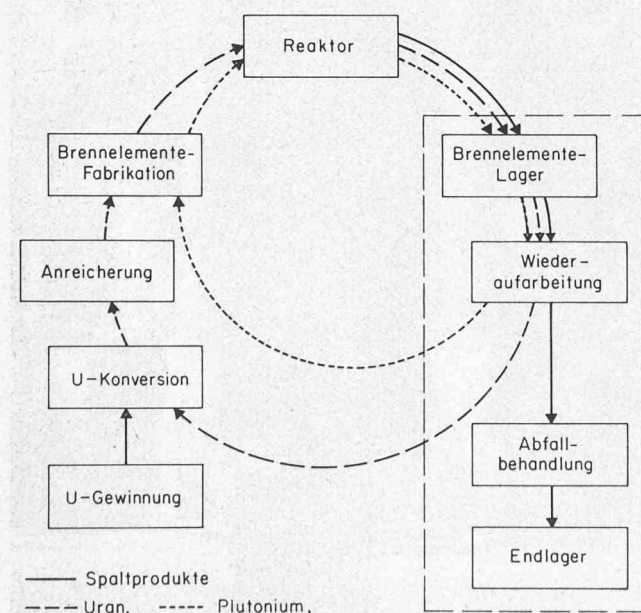 Reaktor
Brennelemente-
Fabrikation
Brennelemente-
Lager
Anreicherung
Wieder-
aufarbeitung
U-Konversion
Abfall-
behandlung
U-Gewinnung
Endlager
Spaltprodukte
Uran, Plutonium,